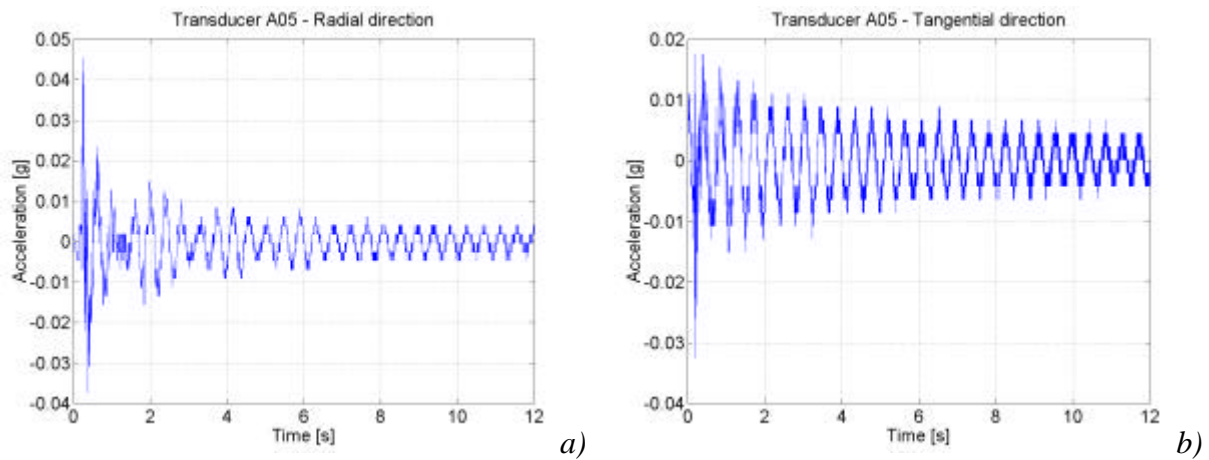 Transducer A05 - Radial direction
0.05
0.04
0.03
0.02
0.01
0
-0.01
-0.02
-0.03
-0.04
Acceleration [g]
0 2 4 6 8 10 12
Time [s]
a)
Transducer A05 - Tangential direction
0.02
0.01
0
-0.01
-0.02
-0.03
-0.04
Acceleration [g]
0 2 4 6 8 10 12
Time [s]
b)